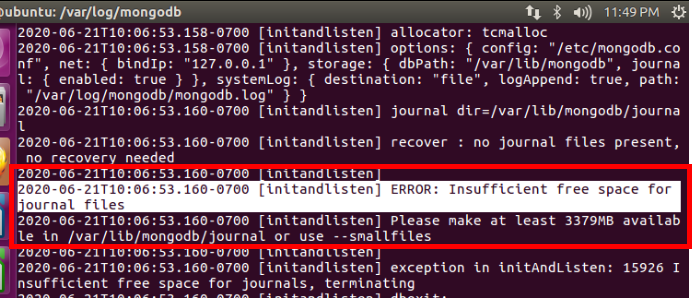 ubuntu: /var/log/mongodb
11:49 PM
2020-06-21T10:06:53.158-0700 [initandlisten] allocator: tcmalloc
2020-06-21T10:06:53.160-0700 [initandlisten] options: { config: "/etc/mongodb.co
nf", net: { bindIp: "127.0.0.1" }, storage: { dbPath: "/var/lib/mongodb", journa
l: { enabled: true } }, systemLog: { destination: "file", logAppend: true, path:
"/var/log/mongodb/mongodb.log" } }
2020-06-21T10:06:53.160-0700 [initandlisten] journal dir=/var/lib/mongodb/journa
l
2020-06-21T10:06:53.160-0700 [initandlisten] recover : no journal files present,
no recovery needed
2020-06-21T10:06:53.160-0700 [initandlisten]
2020-06-21T10:06:53.160-0700 [initandlisten] ERROR: Insufficient free space for
journal files
2020-06-21T10:06:53.160-0700 [initandlisten] Please make at least 3379MB availab
le in /var/lib/mongodb/journal or use --smallfiles
2020-06-21T10:06:53.160-0700 [initandlisten]
2020-06-21T10:06:53.160-0700 [initandlisten] exception in initAndListen: 15926 I
nsufficient free space for journals, terminating
2020-06-21T10:06:53.160-0700 [initandlisten] dbexit: